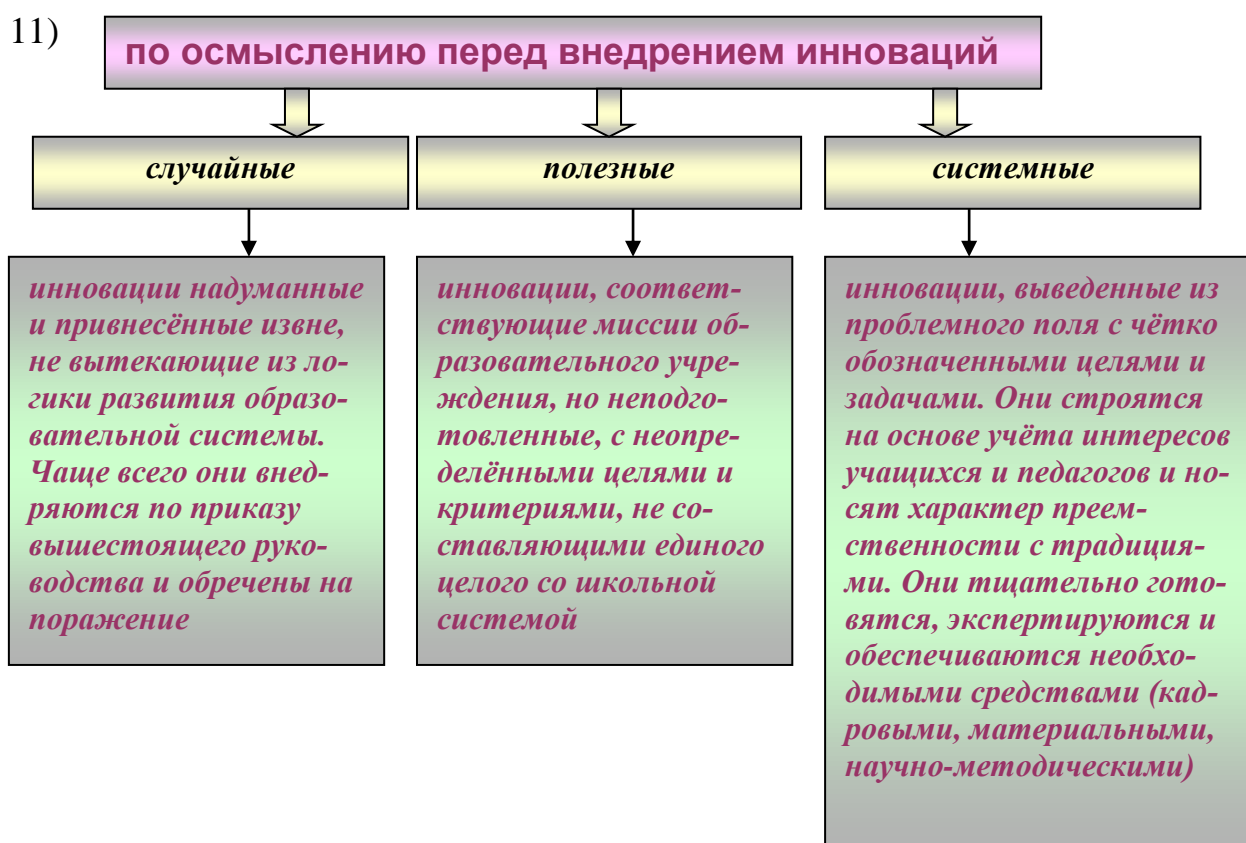 11)
по осмыслению перед внедрением инноваций
случайные
полезные
системные
инновации надуманные
и привнесённые извне,
не вытекающие из ло-
гики развития образо-
вательной системы.
Чаще всего они внед-
ряются по приказу
вышестоящего руко-
водства и обречены на
поражение
инновации, соответ-
ствующие миссии об-
разовательного учре-
ждения, но неподго-
товленные, с неопре-
делёнными целями и
критериями, не со-
ставляющими единого
целого со школьной
системой
инновации, выведенные из
проблемного поля с чётко
обозначенными целями и
задачами. Они строятся
на основе учёта интересов
учащихся и педагогов и но-
сят характер преем-
ственности с традиция-
ми. Они тщательно гото-
вятся, экспертируются и
обеспечиваются необхо-
димыми средствами (кад-
ровыми, материальными,
научно-методическими)